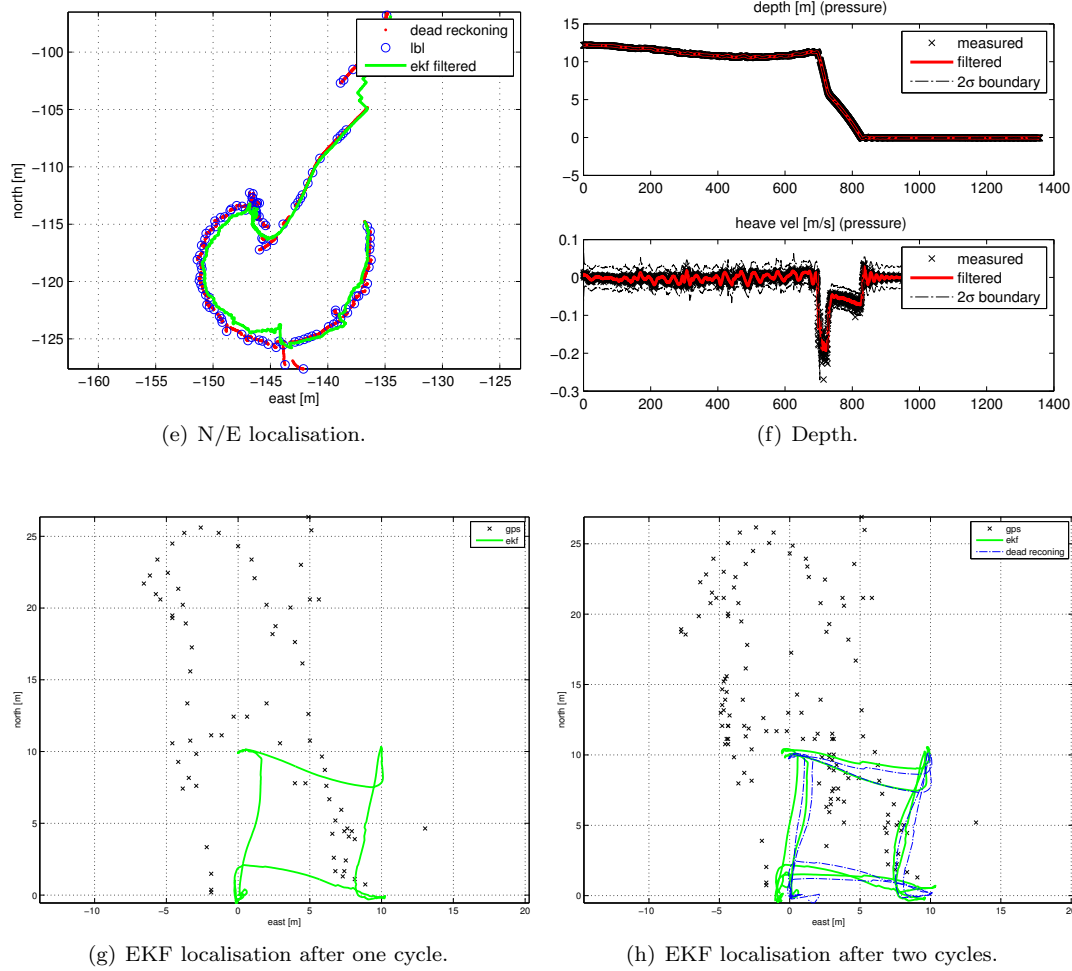 dead reckoning
lbl
ekf filtered
−100
−105
−110
−115
−120
−125
north [m]
−160 −155 −150 −145 −140 −135 −130 −125
east [m]
(e) N/E localisation.
depth [m] (pressure)
measured
filtered
2σ boundary
15
10
5
0
−5
0 200 400 600 800 1000 1200 1400
heave vel [m/s] (pressure)
measured
filtered
2σ boundary
0.1
0
−0.1
−0.2
−0.3
0 200 400 600 800 1000 1200 1400
(f) Depth.
gps
ekf
25
20
15
10
5
0
north [m]
−10 −5 0 5 10 15 20
east [m]
(g) EKF localisation after one cycle.
gps
ekf
dead reconing
25
20
15
10
5
0
north [m]
−10 −5 0 5 10 15 20
east [m]
(h) EKF localisation after two cycles.